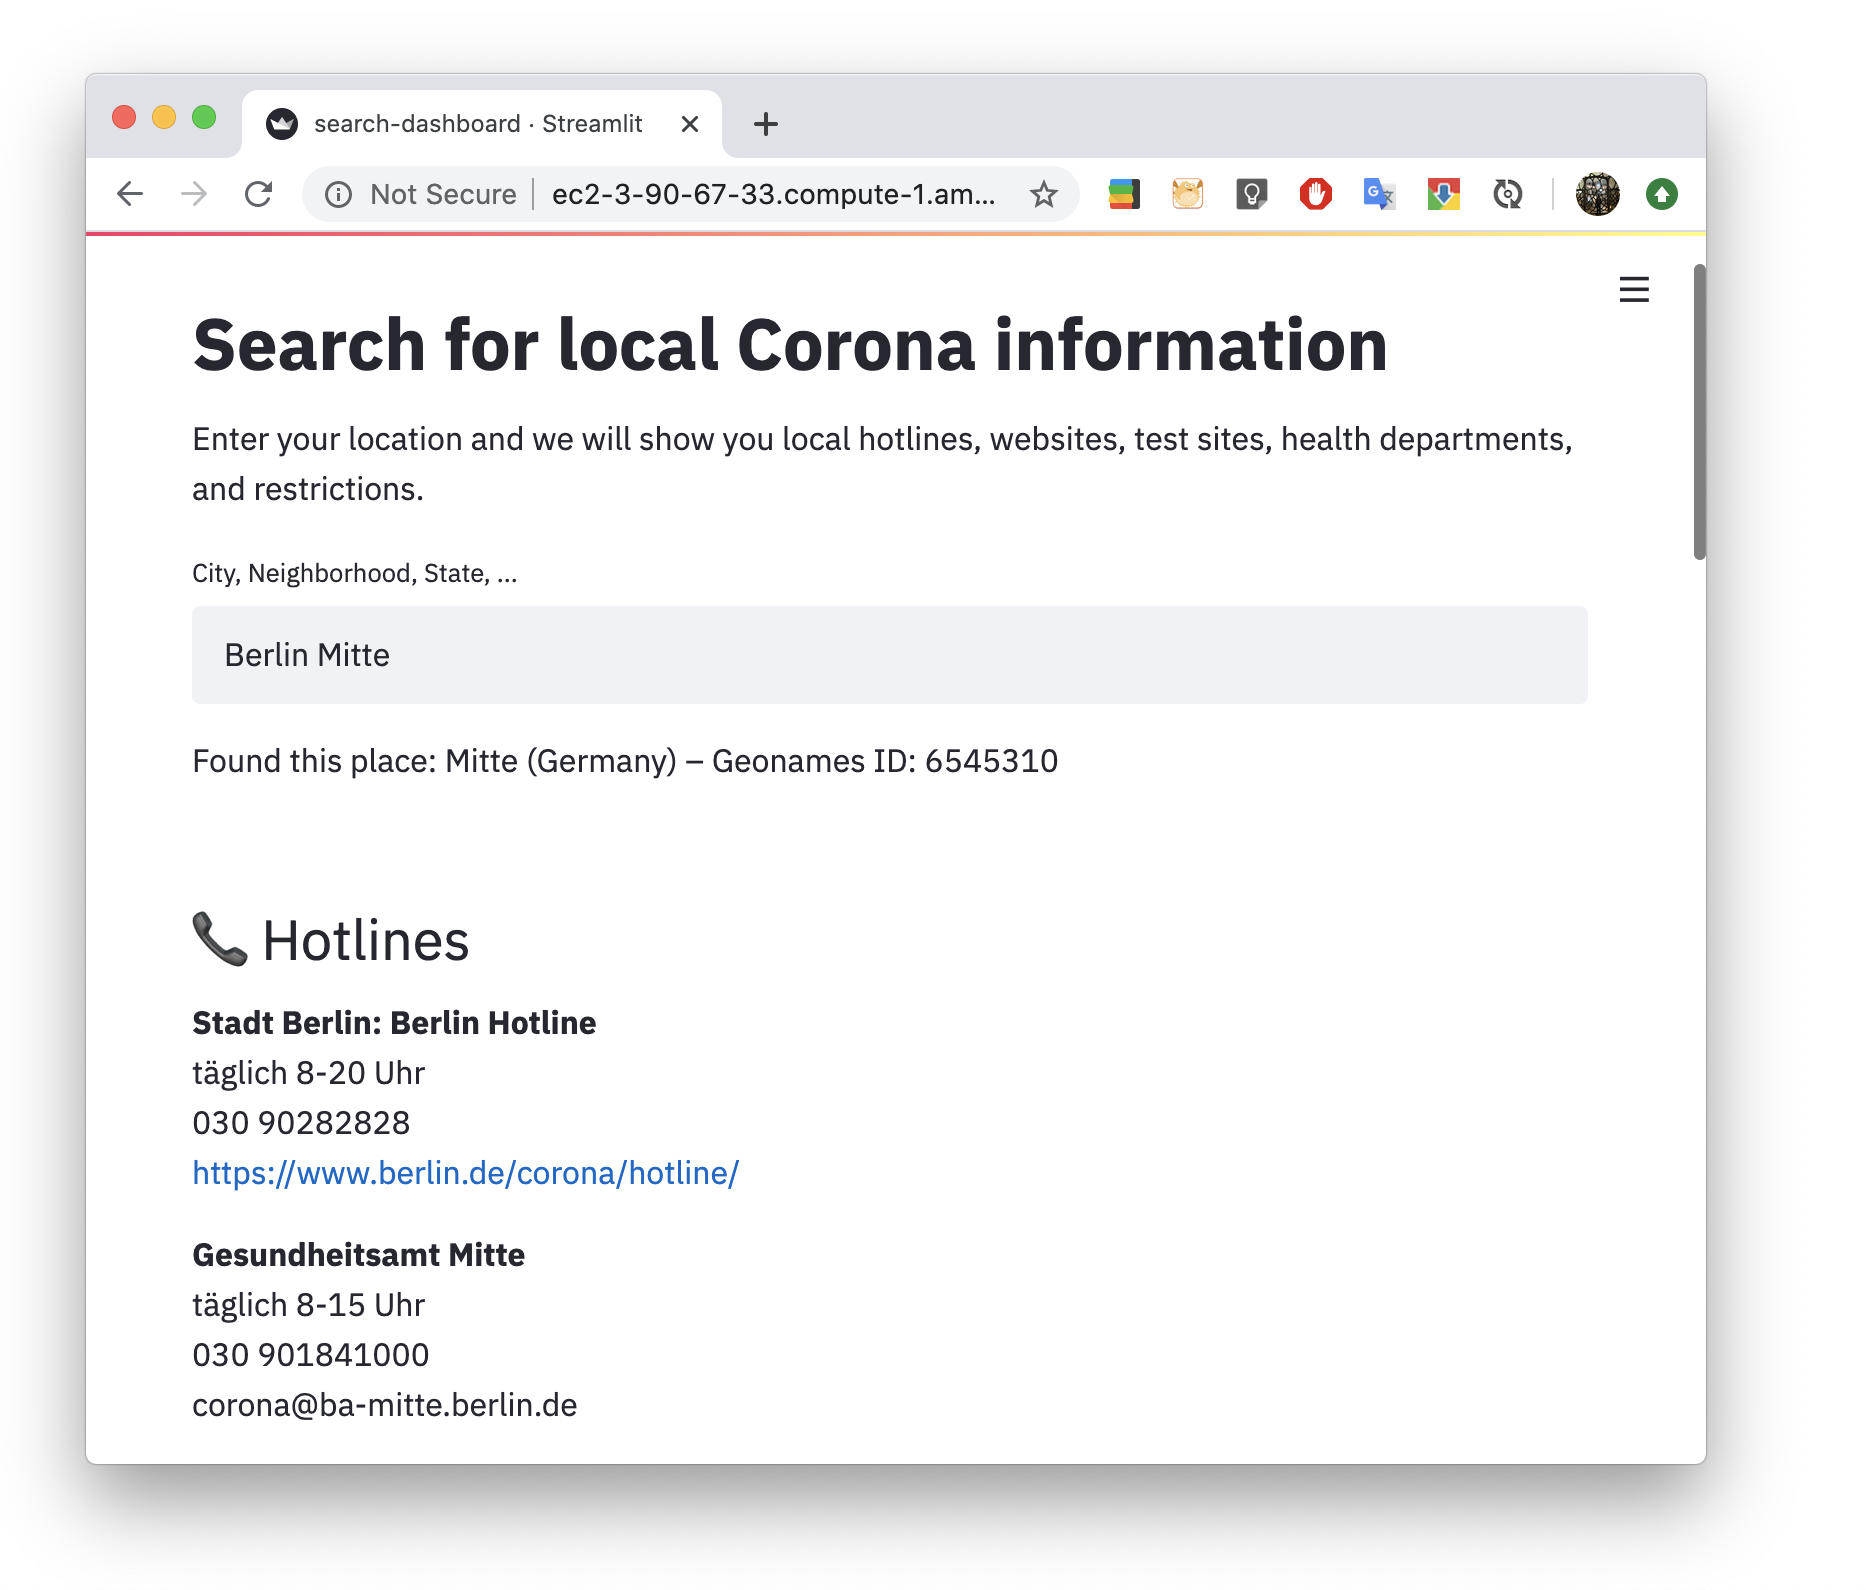 search-dashboard · Streamlit
Not Secure | ec2-3-90-67-33.compute-1.am...
Search for local Corona information
Enter your location and we will show you local hotlines, websites, test sites, health departments,
and restrictions.
City, Neighborhood, State, ...
Berlin Mitte
Found this place: Mitte (Germany) – Geonames ID: 6545310
📞 Hotlines
Stadt Berlin: Berlin Hotline
täglich 8-20 Uhr
030 90282828
https://www.berlin.de/corona/hotline/
Gesundheitsamt Mitte
täglich 8-15 Uhr
030 901841000
corona@ba-mitte.berlin.de